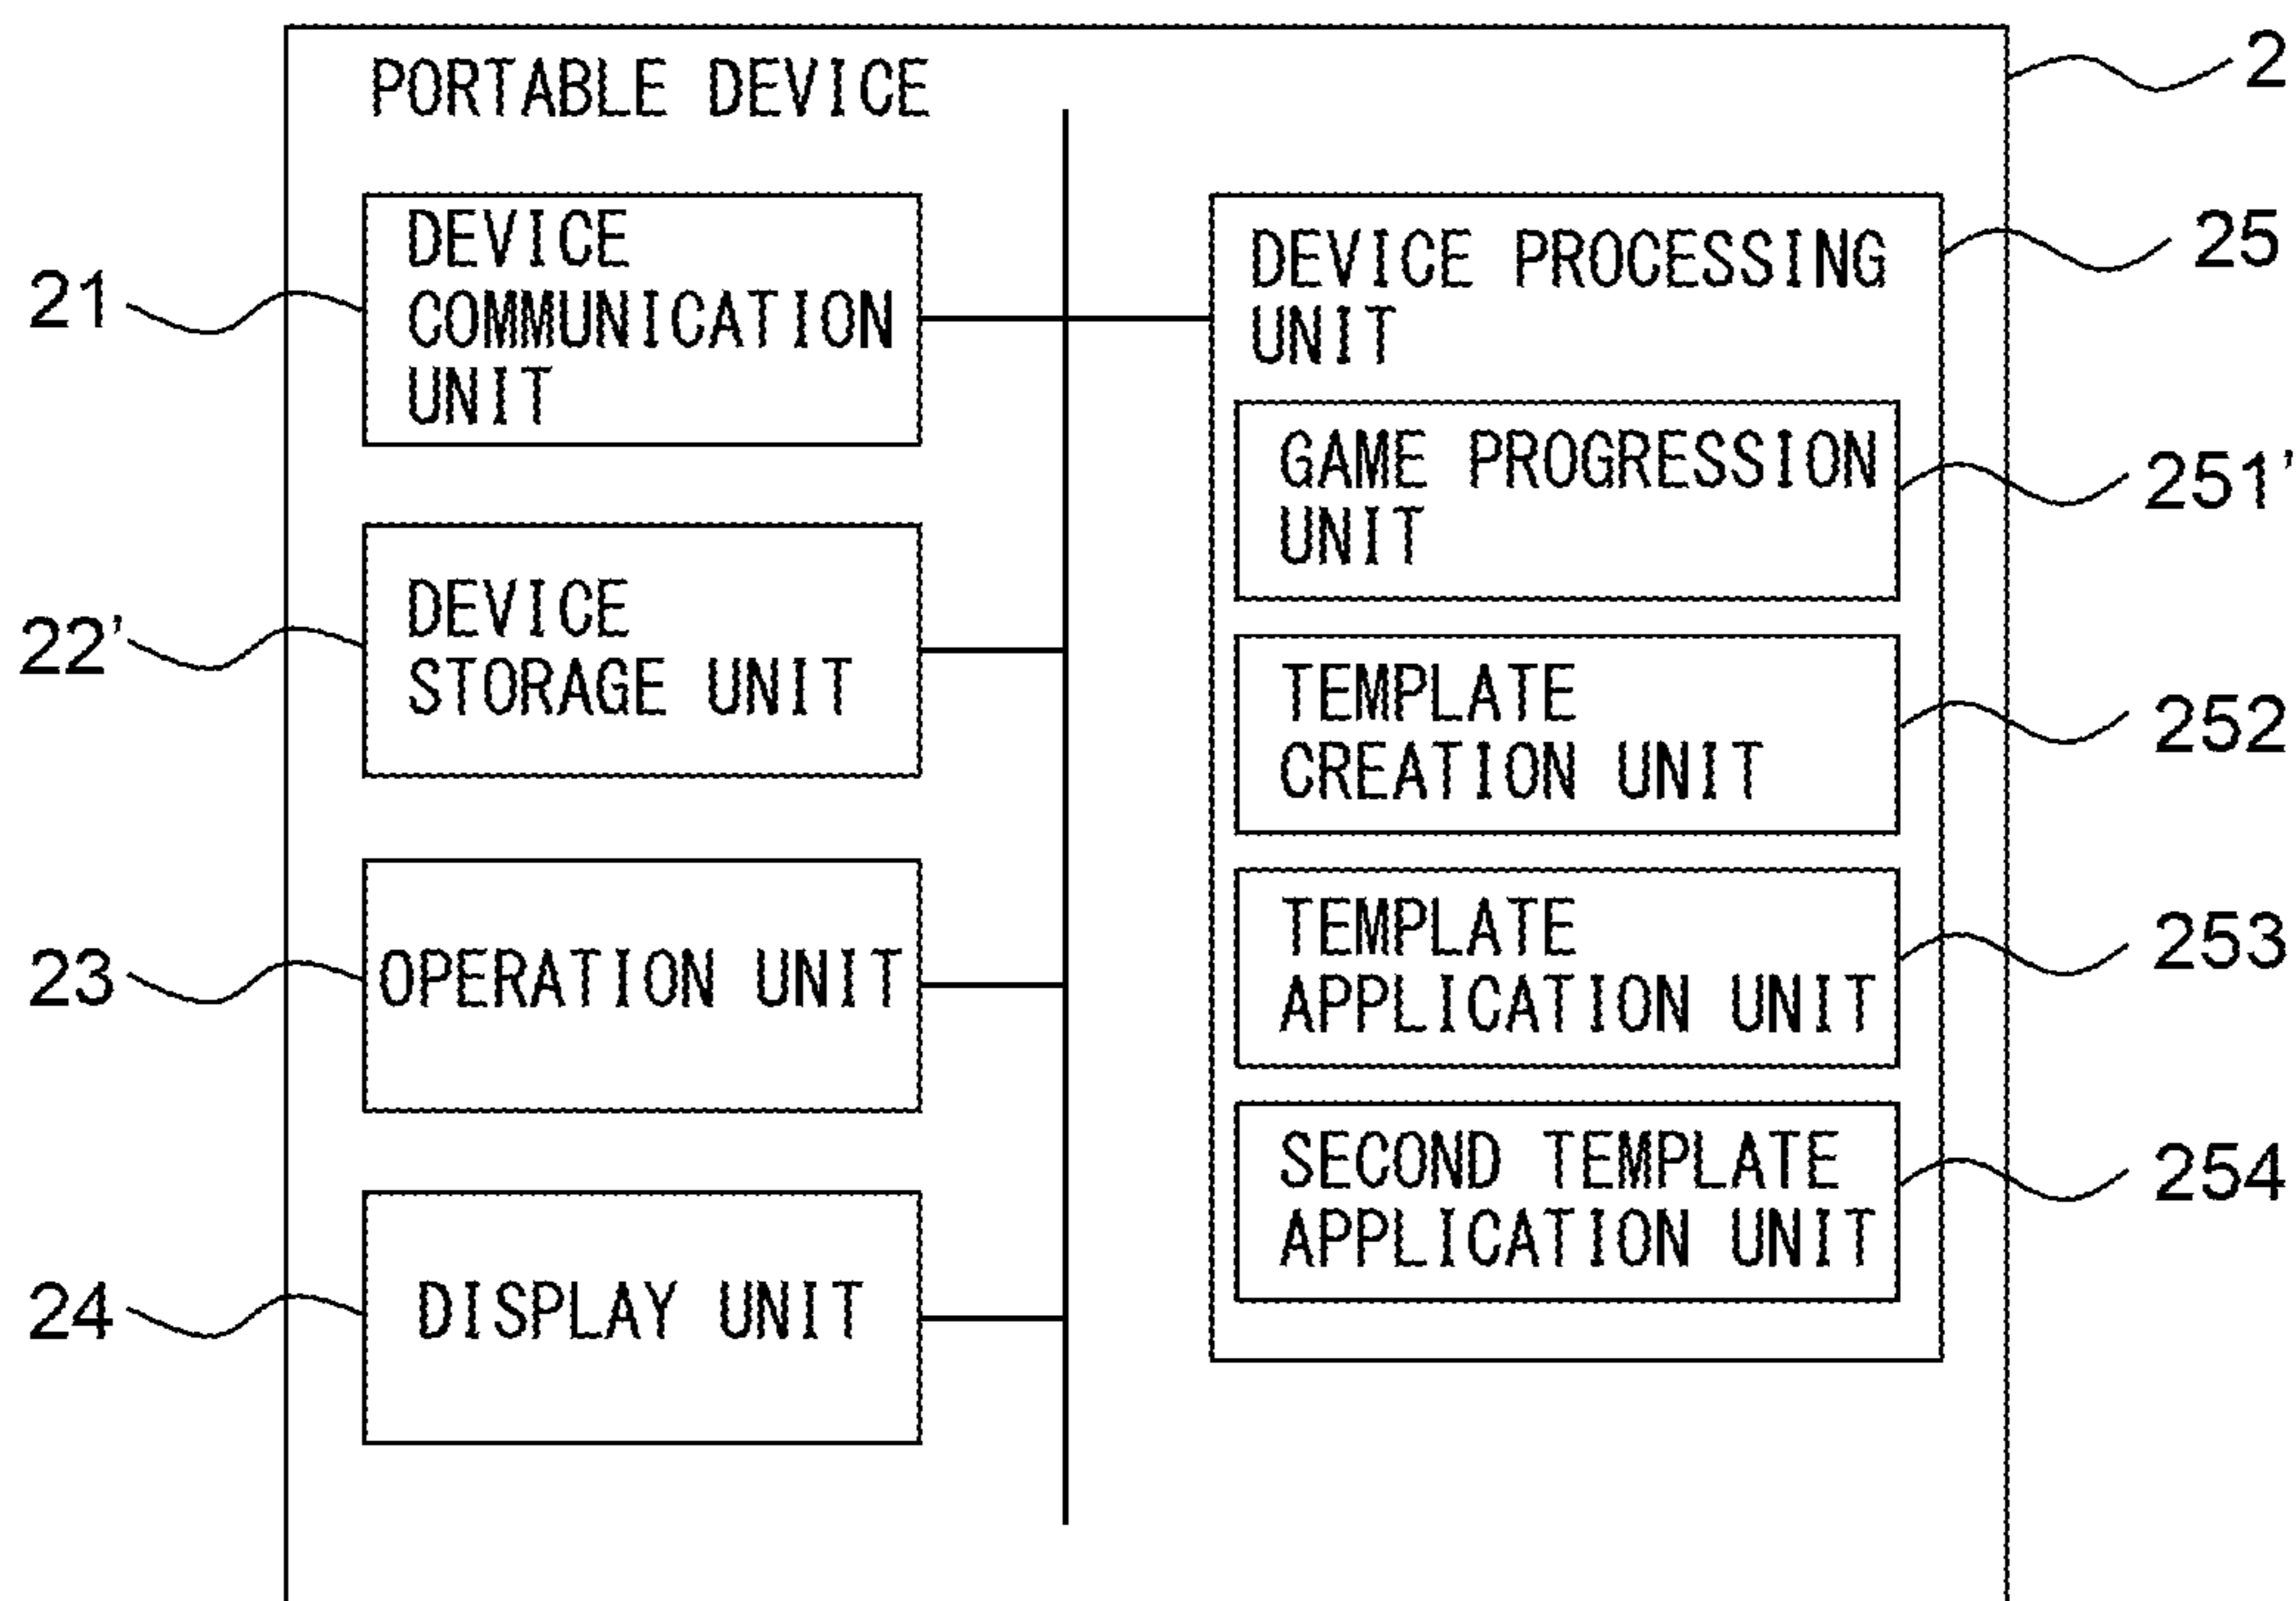 PORTABLE DEVICE
2
21
DEVICE
COMMUNICATION
UNIT
22'
DEVICE
STORAGE UNIT
23
OPERATION UNIT
24
DISPLAY UNIT
DEVICE PROCESSING
UNIT
25
GAME PROGRESSION
UNIT
251'
TEMPLATE
CREATION UNIT
252
TEMPLATE
APPLICATION UNIT
253
SECOND TEMPLATE
APPLICATION UNIT
254